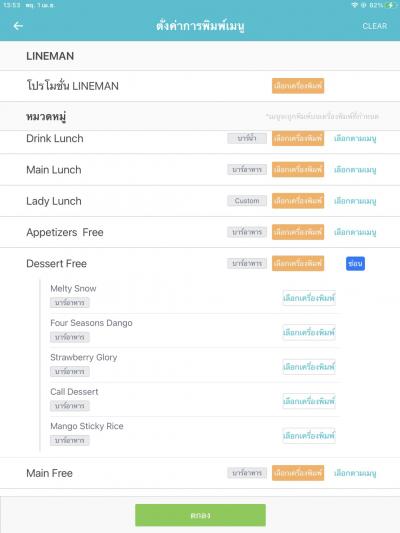 13:53 พฤ. 1 เม.ย. 82%
ตั้งค่าการพิมพ์เมนู CLEAR
LINEMAN
โปรโมชั่น LINEMAN เลือกเครื่องพิมพ์
หมวดหมู่ *เมนูจะถูกพิมพ์บนเครื่องพิมพ์ที่กำหนด
Drink Lunch บาร์น้ำ เลือกเครื่องพิมพ์ เลือกตามเมนู
Main Lunch บาร์อาหาร เลือกเครื่องพิมพ์ เลือกตามเมนู
Lady Lunch Custom เลือกเครื่องพิมพ์ เลือกตามเมนู
Appetizers Free บาร์อาหาร เลือกเครื่องพิมพ์ เลือกตามเมนู
Dessert Free บาร์อาหาร เลือกเครื่องพิมพ์ ซ่อน
Melty Snow
บาร์อาหาร เลือกเครื่องพิมพ์
Four Seasons Dango
บาร์อาหาร เลือกเครื่องพิมพ์
Strawberry Glory
บาร์อาหาร เลือกเครื่องพิมพ์
Call Dessert
บาร์อาหาร เลือกเครื่องพิมพ์
Mango Sticky Rice
บาร์อาหาร เลือกเครื่องพิมพ์
Main Free บาร์อาหาร เลือกเครื่องพิมพ์ เลือกตามเมนู
ตกลง